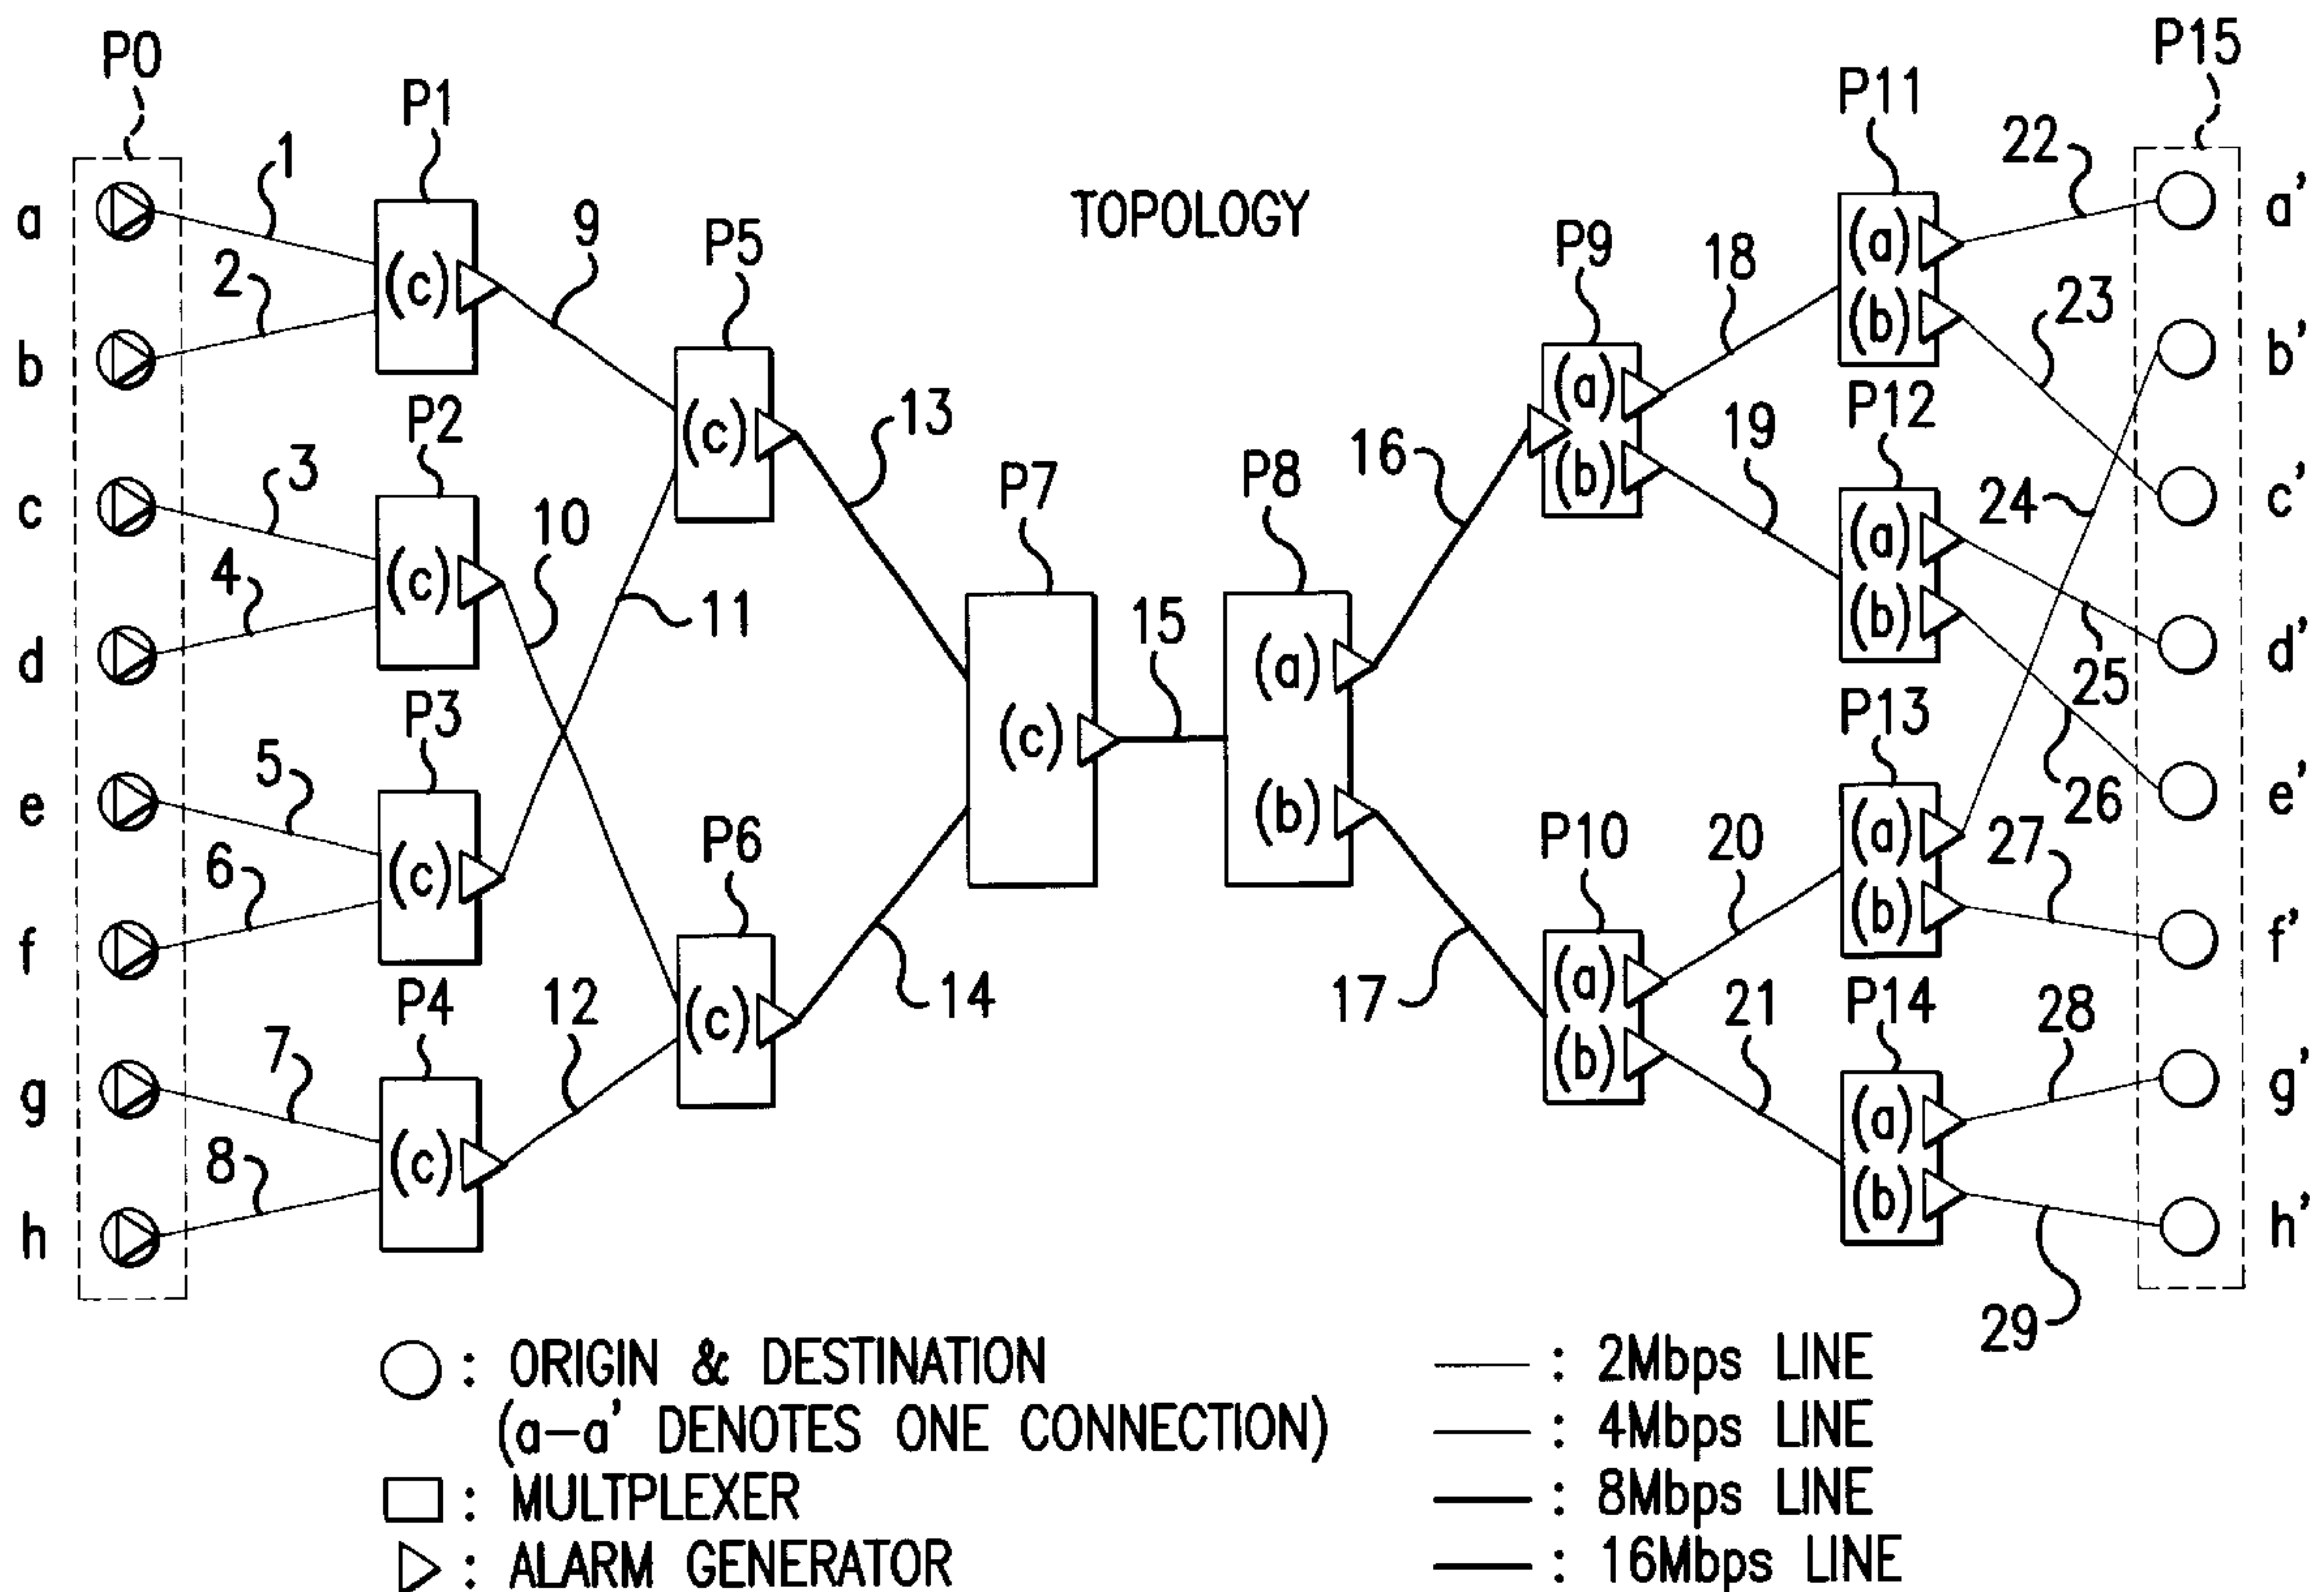 P0
P15
P1
P11
22
1
TOPOLOGY
a
a'
9
P5
(c)
P9
18
(a)
2
23
(b)
b
b'
P2
13
(a)
P12
(c)
19
16
3
P7
P8
(b)
24
c
c'
10
(a)
4
(c)
11
15
(b)
d
(a)
25
d'
P3
(c)
P13
5
26
e
(b)
e'
6
P6
P10
20
(a)
27
(c)
f
(b)
f'
P4
12
14
17
(a)
21
P14
28
(c)
7
(b)
g
(a)
g'
8
(c)
(b)
h
h'
29
: ORIGIN & DESTINATION
(a–a' DENOTES ONE CONNECTION)
: MULTPLEXER
: ALARM GENERATOR
: 2Mbps LINE
: 4Mbps LINE
: 8Mbps LINE
: 16Mbps LINE